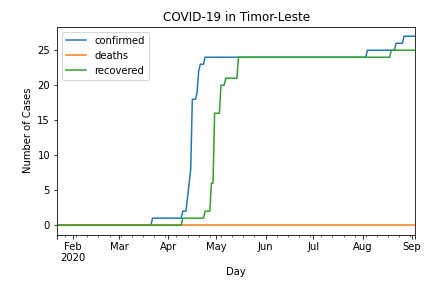 COVID-19 in Timor-Leste
confirmed
deaths
recovered
Number of Cases
25
20
15
10
5
0
Feb Mar Apr May Jun Jul Aug Sep
2020
Day